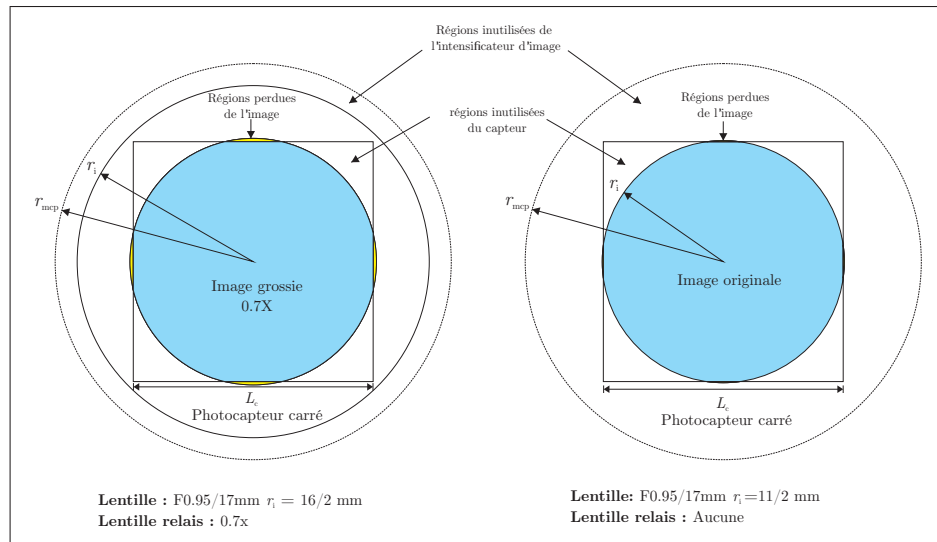 Régions inutilisées de
l'intensificateur d'image
Régions perdues
de l'image
régions inutilisées
du capteur
Régions perdues
de l'image
r_i
r_mcp
Image grossie
0.7X
L_c
Photocapteur carré
r_i
r_mcp
Image originale
L_c
Photocapteur carré
Lentille : F0.95/17mm r_i = 16/2 mm
Lentille relais : 0.7x
Lentille: F0.95/17mm r_i=11/2 mm
Lentille relais : Aucune